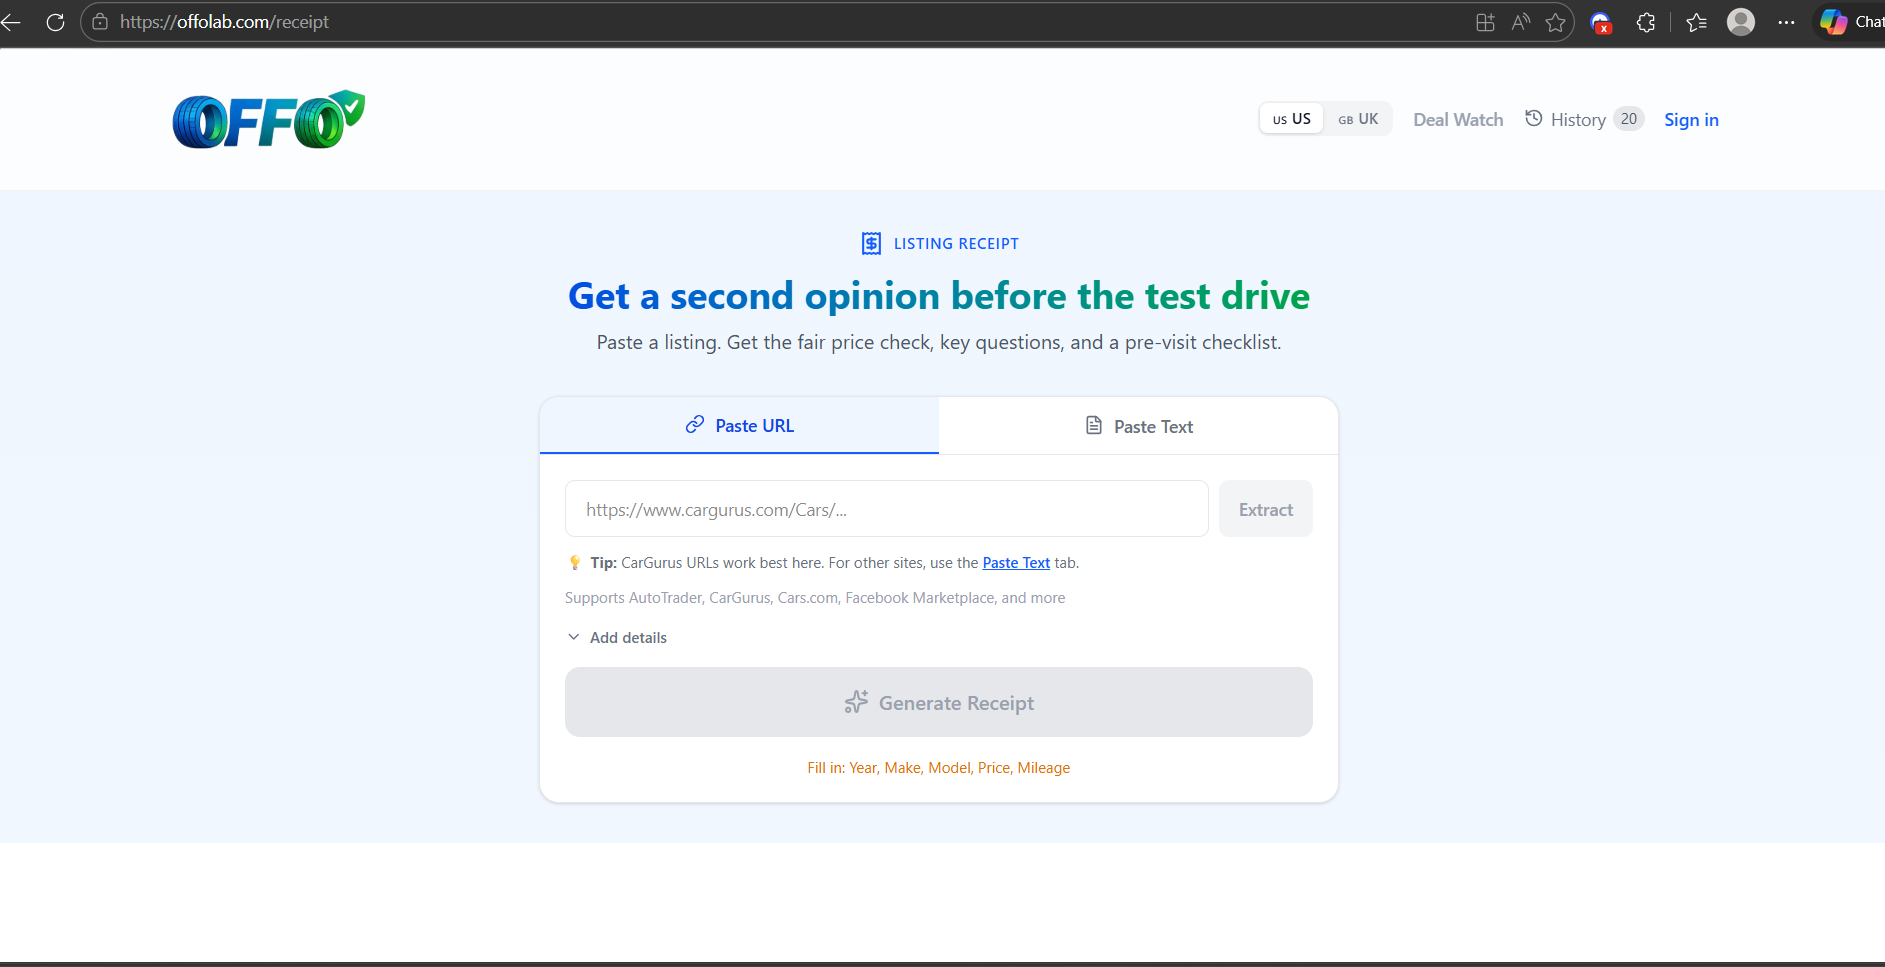 https://offolab.com/receipt
Chat
OFFO
US US
GB UK
Deal Watch
History 20
Sign in
LISTING RECEIPT
Get a second opinion before the test drive
Paste a listing. Get the fair price check, key questions, and a pre-visit checklist.
Paste URL
Paste Text
https://www.cargurus.com/Cars/...
Extract
Tip: CarGurus URLs work best here. For other sites, use the Paste Text tab.
Supports AutoTrader, CarGurus, Cars.com, Facebook Marketplace, and more
Add details
Generate Receipt
Fill in: Year, Make, Model, Price, Mileage